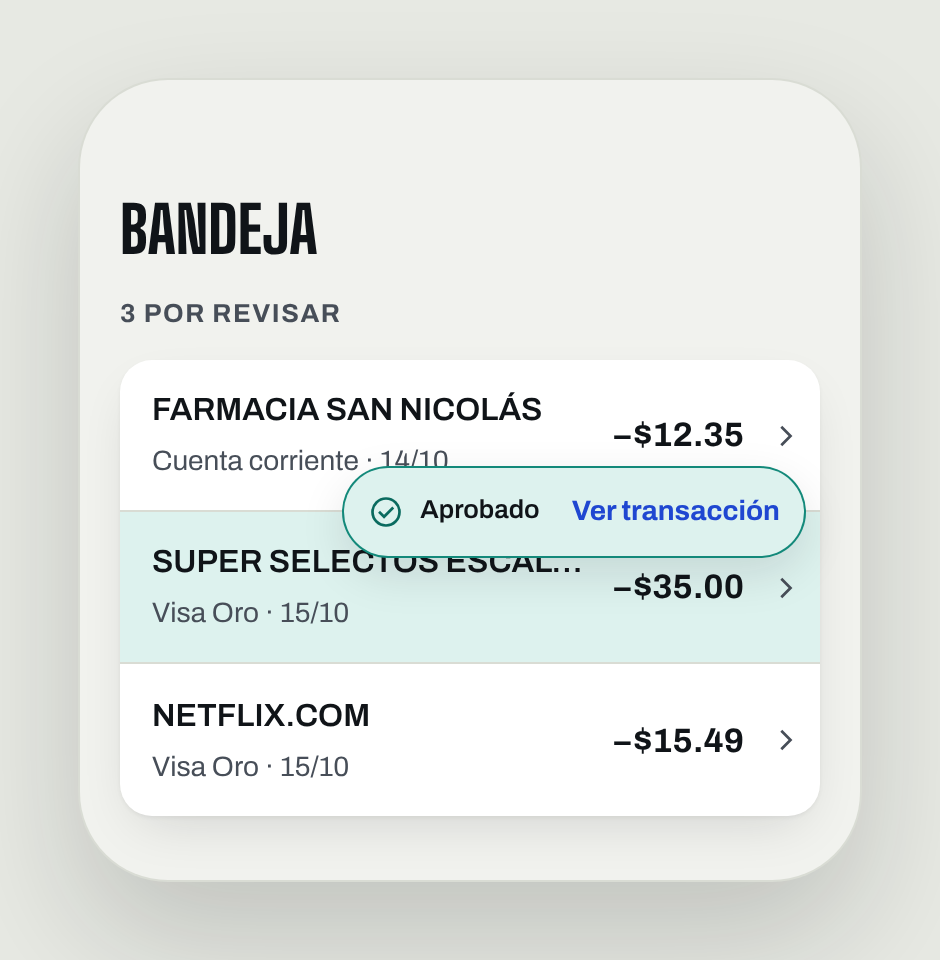 BANDEJA
3 POR REVISAR
FARMACIA SAN NICOLÁS
–$12.35
Cuenta corriente · 14/10
Aprobado Ver transacción
SUPER SELECTOS ESCAL...
–$35.00
Visa Oro · 15/10
NETFLIX.COM
–$15.49
Visa Oro · 15/10